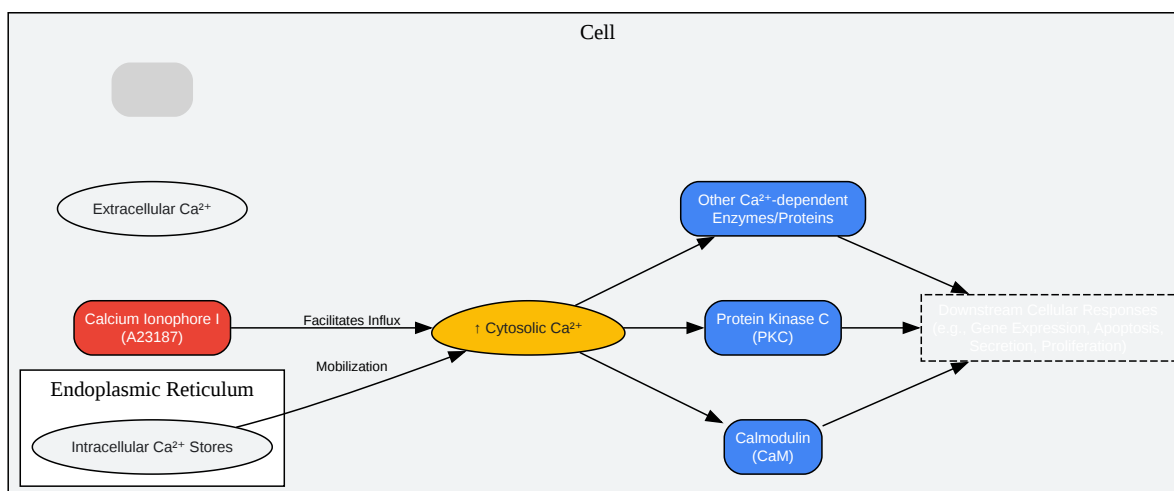 Cell
Extracellular Ca²⁺
Other Ca²⁺-dependent
Enzymes/Proteins
Calcium Ionophore I
(A23187)
Facilitates Influx
↑ Cytosolic Ca²⁺
Protein Kinase C
(PKC)
Downstream Cellular Responses
(e.g., Gene Expression, Apoptosis,
Secretion, Proliferation)
Mobilization
Endoplasmic Reticulum
Intracellular Ca²⁺ Stores
Calmodulin
(CaM)